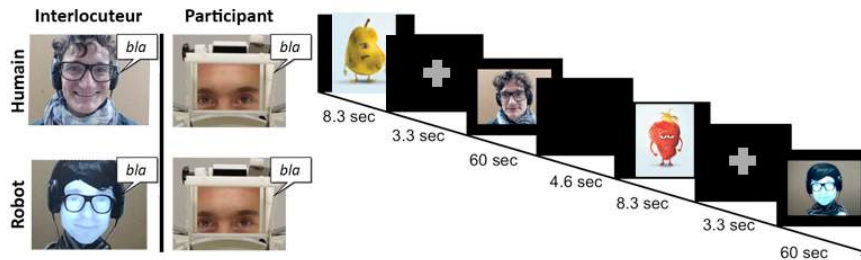 Interlocuteur
Participant
Humain
bla
bla
Robot
bla
bla
8.3 sec
3.3 sec
60 sec
4.6 sec
8.3 sec
3.3 sec
60 sec